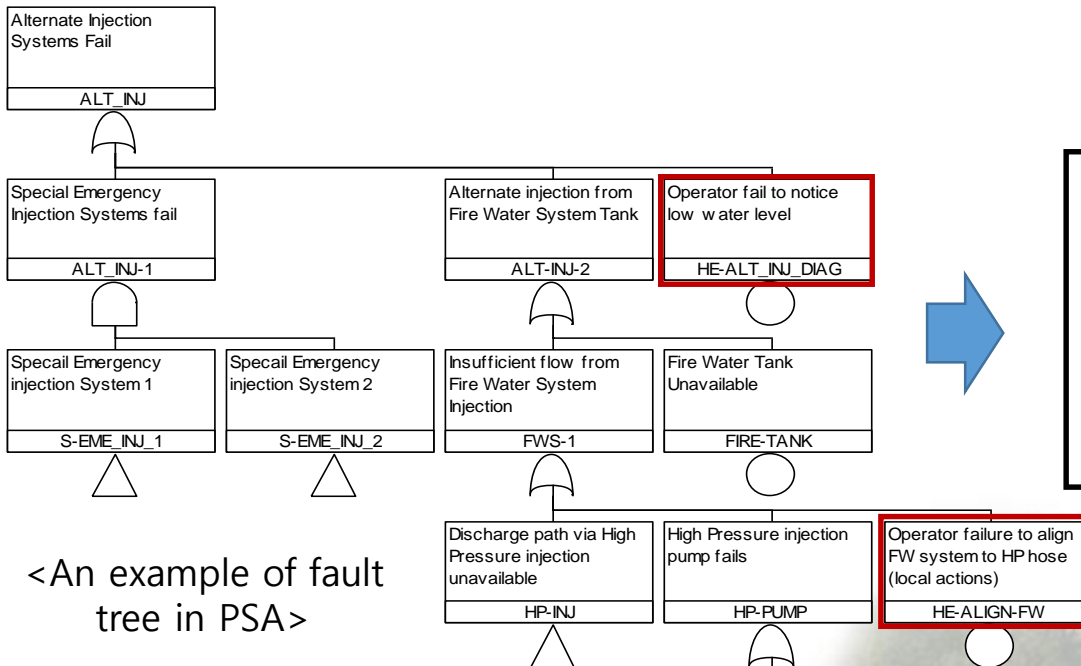 Alternate Injection
Systems Fail
ALT_INJ
Special Emergency
Injection Systems fail
ALT_INJ-1
Alternate injection from
Fire Water System Tank
ALT-INJ-2
Operator fail to notice
low water level
HE-ALT_INJ_DIAG
Specail Emergency
injection System 1
S-EME_INJ_1
Specail Emergency
injection System 2
S-EME_INJ_2
Insufficient flow from
Fire Water System
Injection
FWS-1
Fire Water Tank
Unavailable
FIRE-TANK
Discharge path via High
Pressure injection
unavailable
HP-INJ
High Pressure injection
pump fails
HP-PUMP
Operator failure to align
FW system to HP hose
(local actions)
HE-ALIGN-FW
<An example of fault
tree in PSA>